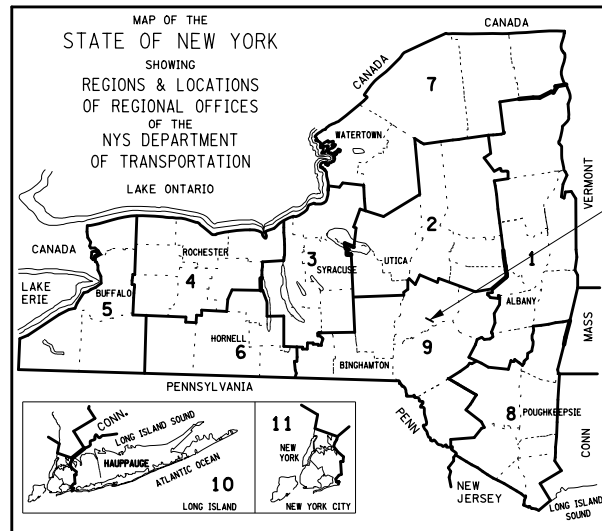 MAP OF THE
STATE OF NEW YORK
SHOWING
REGIONS & LOCATIONS
OF REGIONAL OFFICES
OF THE
NYS DEPARTMENT
OF TRANSPORTATION
CANADA
CANADA
7
WATERTOWN
LAKE ONTARIO
VERMONT
2
CANADA
ROCHESTER
3
SYRACUSE
UTICA
1
LAKE
ERIE
BUFFALO
5
4
ALBANY
MASS
HORNELL
6
9
BINGHAMTON
PENNSYLVANIA
PENN
8
POUGHKEEPSIE
CONN
NEW
JERSEY
LONG ISLAND
SOUND
CONN.
LONG ISLAND SOUND
HAUPPAUGE
ATLANTIC OCEAN
10
LONG ISLAND
11
NEW
YORK
NEW YORK CITY